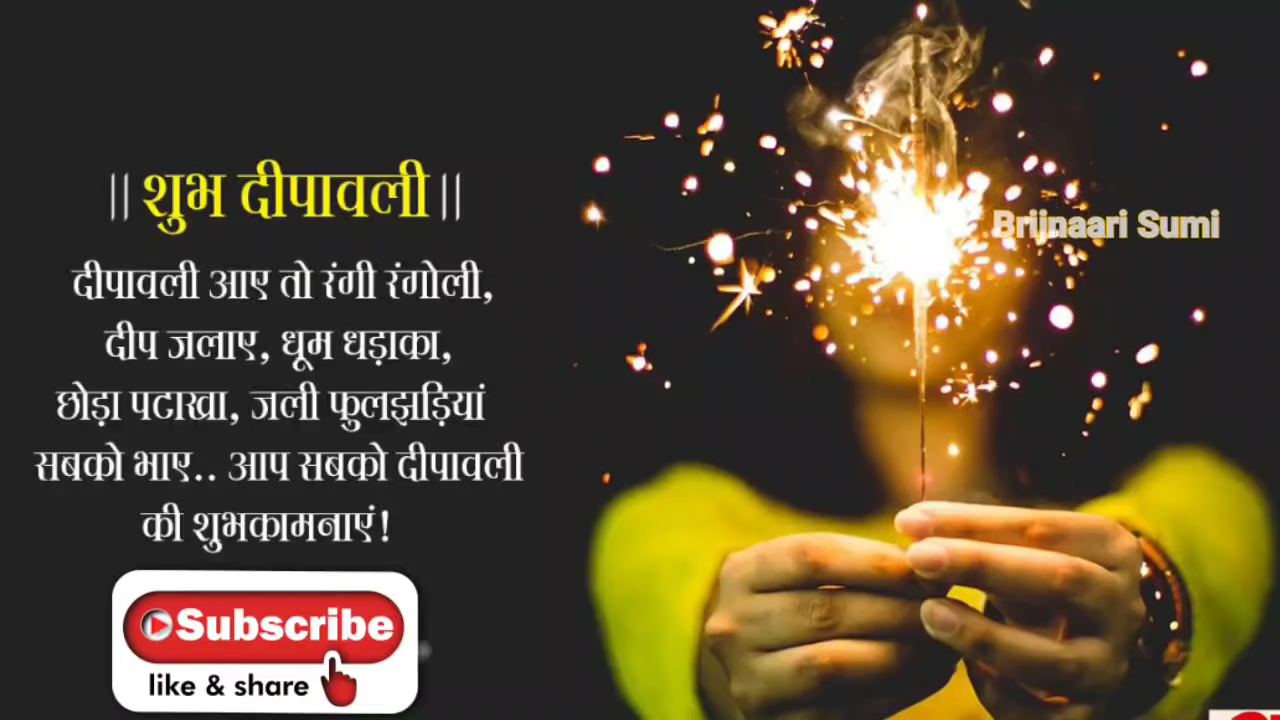 || शुभ दीपावली ||
दीपावली आए तो रंगी रंगोली,
दीप जलाए, धूम धड़ाका,
छोड़ा पटाखा, जली फुलझड़ियां
सबको भाए.. आप सबको दीपावली
की शुभकामनाएं!
Brijnaari Sumi
Subscribe
like & share